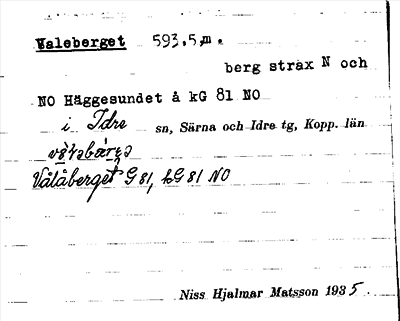 Valeberget 593,5 m.
berg strax N och
NO Häggesundet å kG 81 NO
i Idre sn, Särna och Idre tg, Kopp. län
Vålåberget G 81, kG 81 NO
Niss Hjalmar Matsson 1935.